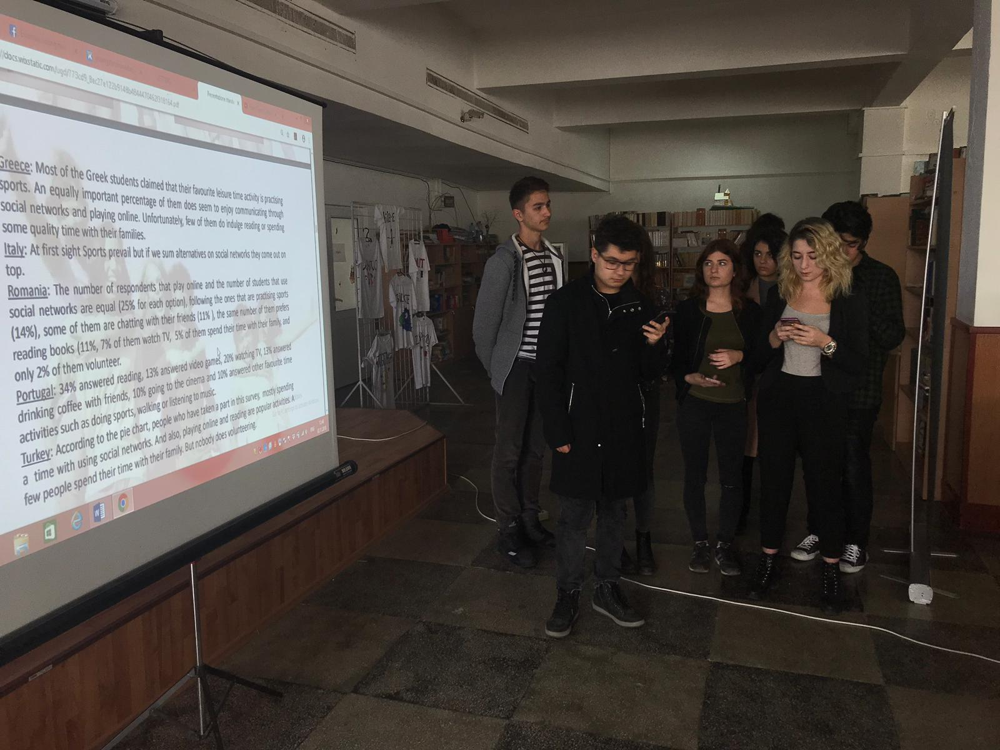 //docs.wixstatic.com/ugd/773cd9_8ec27e122b9148b4844470462f318164.pdf
Greece: Most of the Greek students claimed that their favourite leisure time activity is practising
sports. An equally important percentage of them does seem to enjoy communicating through
social networks and playing online. Unfortunately, few of them do indulge reading or spending
some quality time with their families.
Italy: At first sight Sports prevail but if we sum alternatives on social networks they come out on
top.
Romania: The number of respondents that play online and the number of students that use
social networks are equal (25% for each option), following the ones that are practising sports
(14%), some of them are chatting with their friends (11% ), the same number of them prefers
reading books (11%, 7% of them watch TV, 5% of them spend their time with their family, and
only 2% of them volunteer.
Portugal: 34% answered reading, 13% answered video games, 20% watching TV, 13% answered
drinking coffee with friends, 10% going to the cinema and 10% answered other favourite time
activities such as doing sports, walking or listening to music.
Turkey: According to the pie chart, people who have taken a part in this survey, mostly spending
a time with using social networks. And also, playing online and reading are popular activities. A
few people spend their time with their family. But nobody does volunteering.